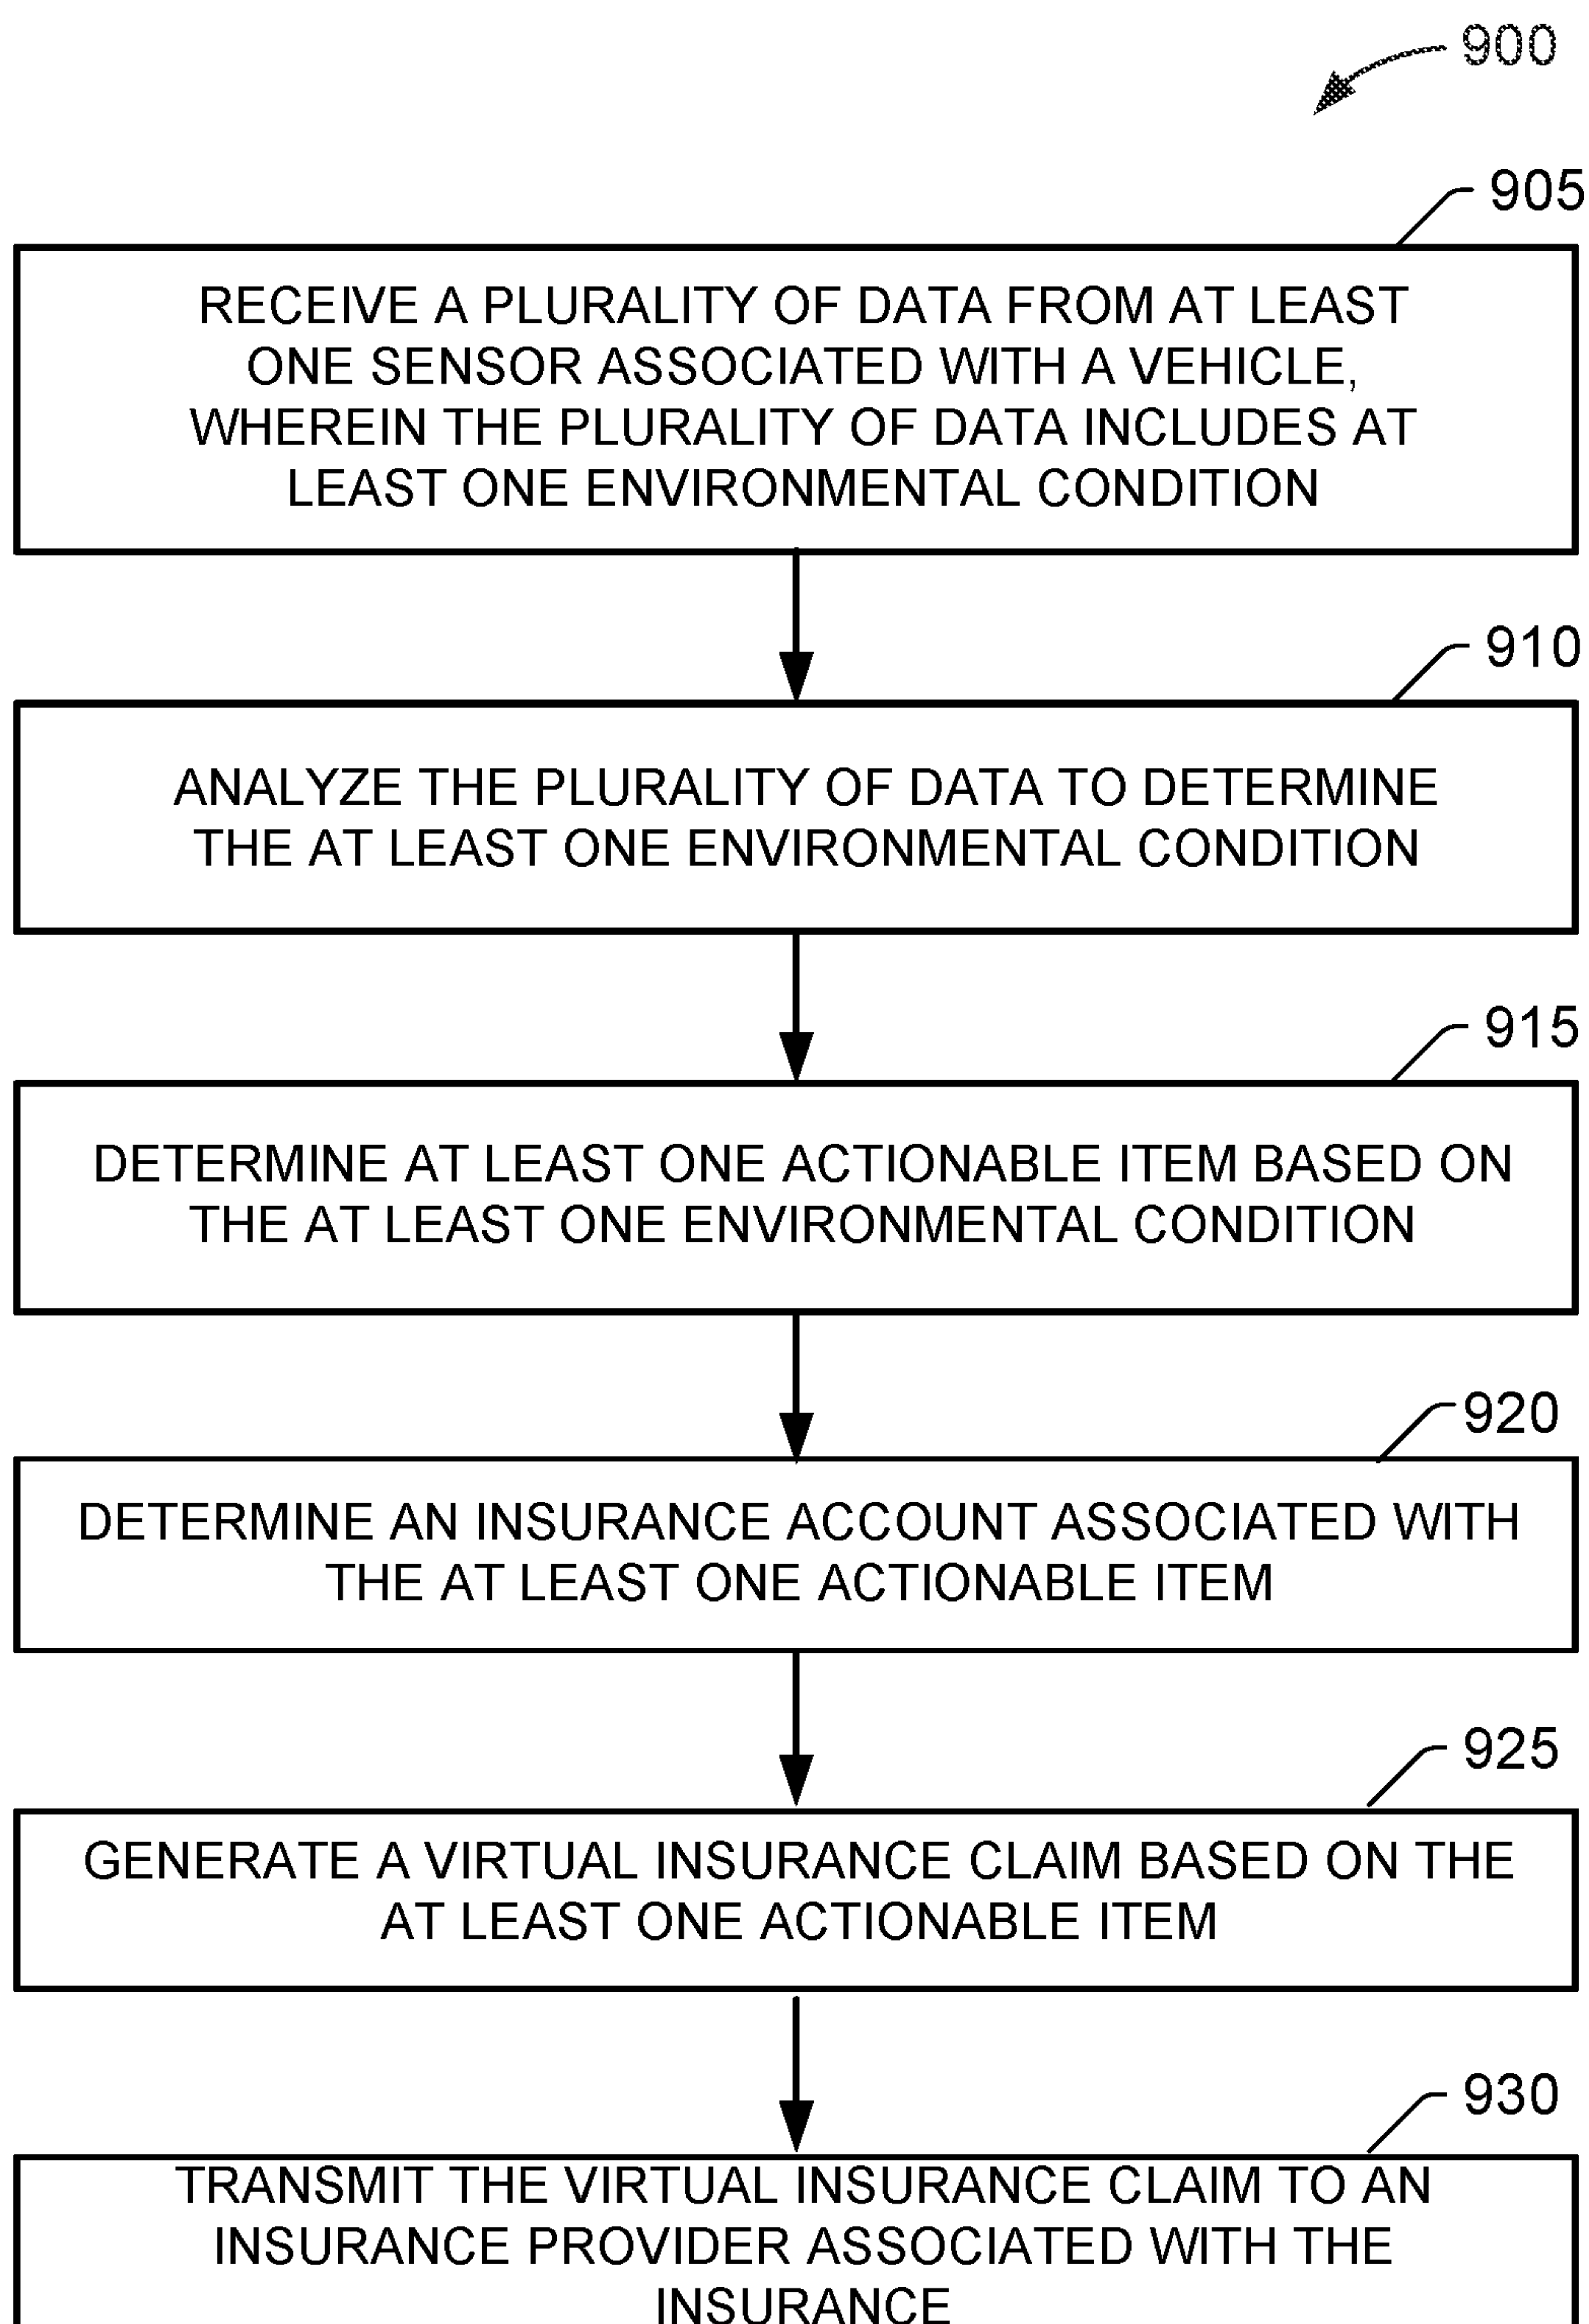 900
905
RECEIVE A PLURALITY OF DATA FROM AT LEAST
ONE SENSOR ASSOCIATED WITH A VEHICLE,
WHEREIN THE PLURALITY OF DATA INCLUDES AT
LEAST ONE ENVIRONMENTAL CONDITION
910
ANALYZE THE PLURALITY OF DATA TO DETERMINE
THE AT LEAST ONE ENVIRONMENTAL CONDITION
915
DETERMINE AT LEAST ONE ACTIONABLE ITEM BASED ON
THE AT LEAST ONE ENVIRONMENTAL CONDITION
920
DETERMINE AN INSURANCE ACCOUNT ASSOCIATED WITH
THE AT LEAST ONE ACTIONABLE ITEM
925
GENERATE A VIRTUAL INSURANCE CLAIM BASED ON THE
AT LEAST ONE ACTIONABLE ITEM
930
TRANSMIT THE VIRTUAL INSURANCE CLAIM TO AN
INSURANCE PROVIDER ASSOCIATED WITH THE
INSURANCE